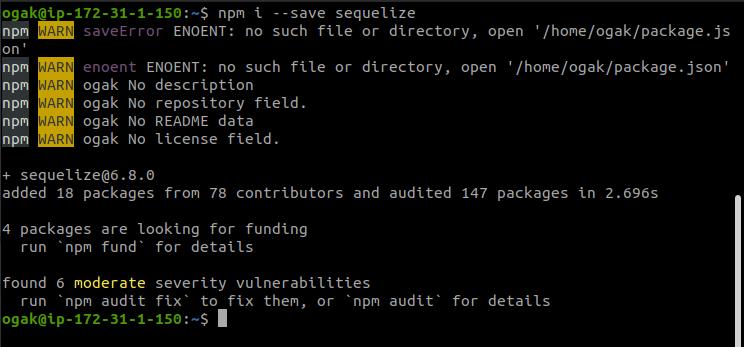 ogak@ip-172-31-1-150:~$ npm i --save sequelize
npm WARN saveError ENOENT: no such file or directory, open '/home/ogak/package.js
on'
npm WARN enoent ENOENT: no such file or directory, open '/home/ogak/package.json'
npm WARN ogak No description
npm WARN ogak No repository field.
npm WARN ogak No README data
npm WARN ogak No license field.

+ sequelize@6.8.0
added 18 packages from 78 contributors and audited 147 packages in 2.696s

4 packages are looking for funding
  run `npm fund` for details

found 6 moderate severity vulnerabilities
  run `npm audit fix` to fix them, or `npm audit` for details
ogak@ip-172-31-1-150:~$